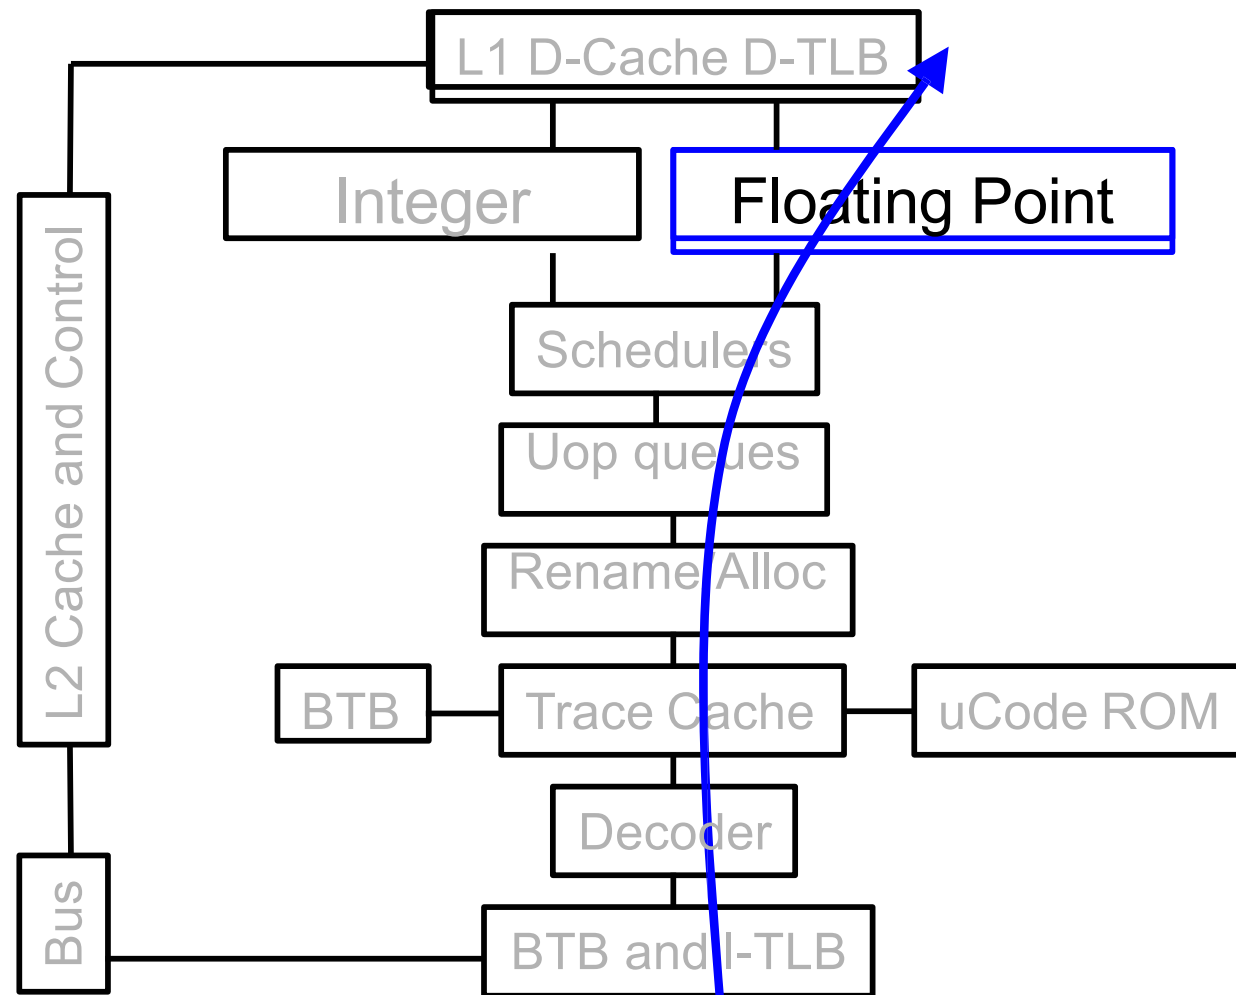 L1 D-Cache D-TLB
Integer
Floating Point
L2 Cache and Control
Schedulers
Uop queues
Rename/Alloc
BTB
Trace Cache
uCode ROM
Decoder
Bus
BTB and I-TLB